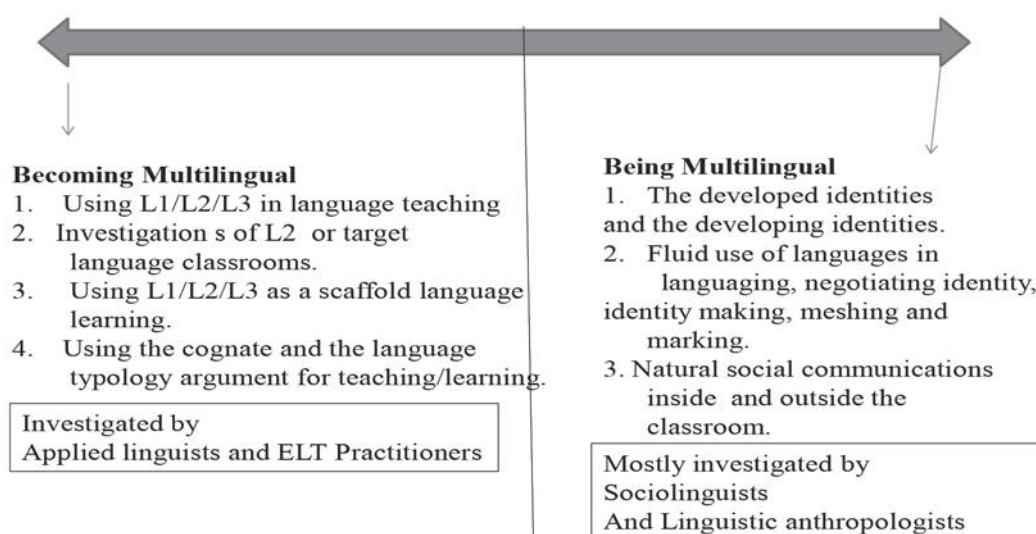 Becoming Multilingual
1. Using L1/L2/L3 in language teaching
2. Investigation s of L2 or target
language classrooms.
3. Using L1/L2/L3 as a scaffold language
learning.
4. Using the cognate and the language
typology argument for teaching/learning.
Investigated by
Applied linguists and ELT Practitioners
Being Multilingual
1. The developed identities
and the developing identities.
2. Fluid use of languages in
languaging, negotiating identity,
identity making, meshing and
marking.
3. Natural social communications
inside and outside the
classroom.
Mostly investigated by
Sociolinguists
And Linguistic anthropologists